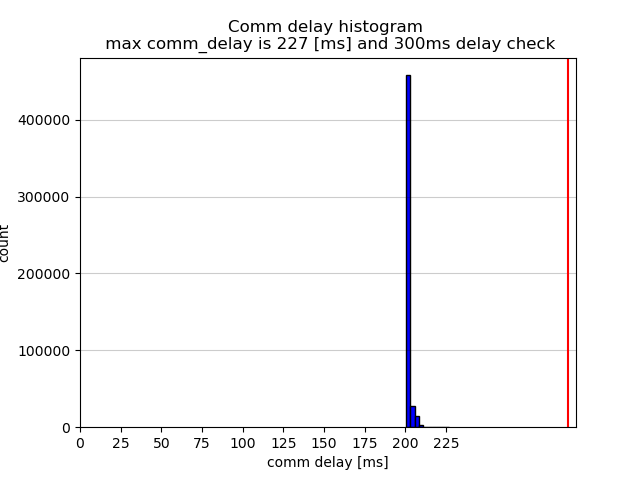 Comm delay histogram
max comm_delay is 227 [ms] and 300ms delay check
400000
300000
200000
100000
0
count
0 25 50 75 100 125 150 175 200 225
comm delay [ms]